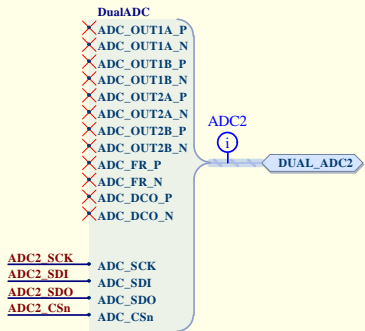 DualADC
ADC_OUT1A_P
ADC_OUT1A_N
ADC_OUT1B_P
ADC_OUT1B_N
ADC_OUT2A_P
ADC_OUT2A_N
ADC_OUT2B_P
ADC_OUT2B_N
ADC_FR_P
ADC_FR_N
ADC_DCO_P
ADC_DCO_N
ADC2
i
DUAL_ADC2
ADC2_SCK ADC_SCK
ADC2_SDI ADC_SDI
ADC2_SDO ADC_SDO
ADC2_CSn ADC_CSn